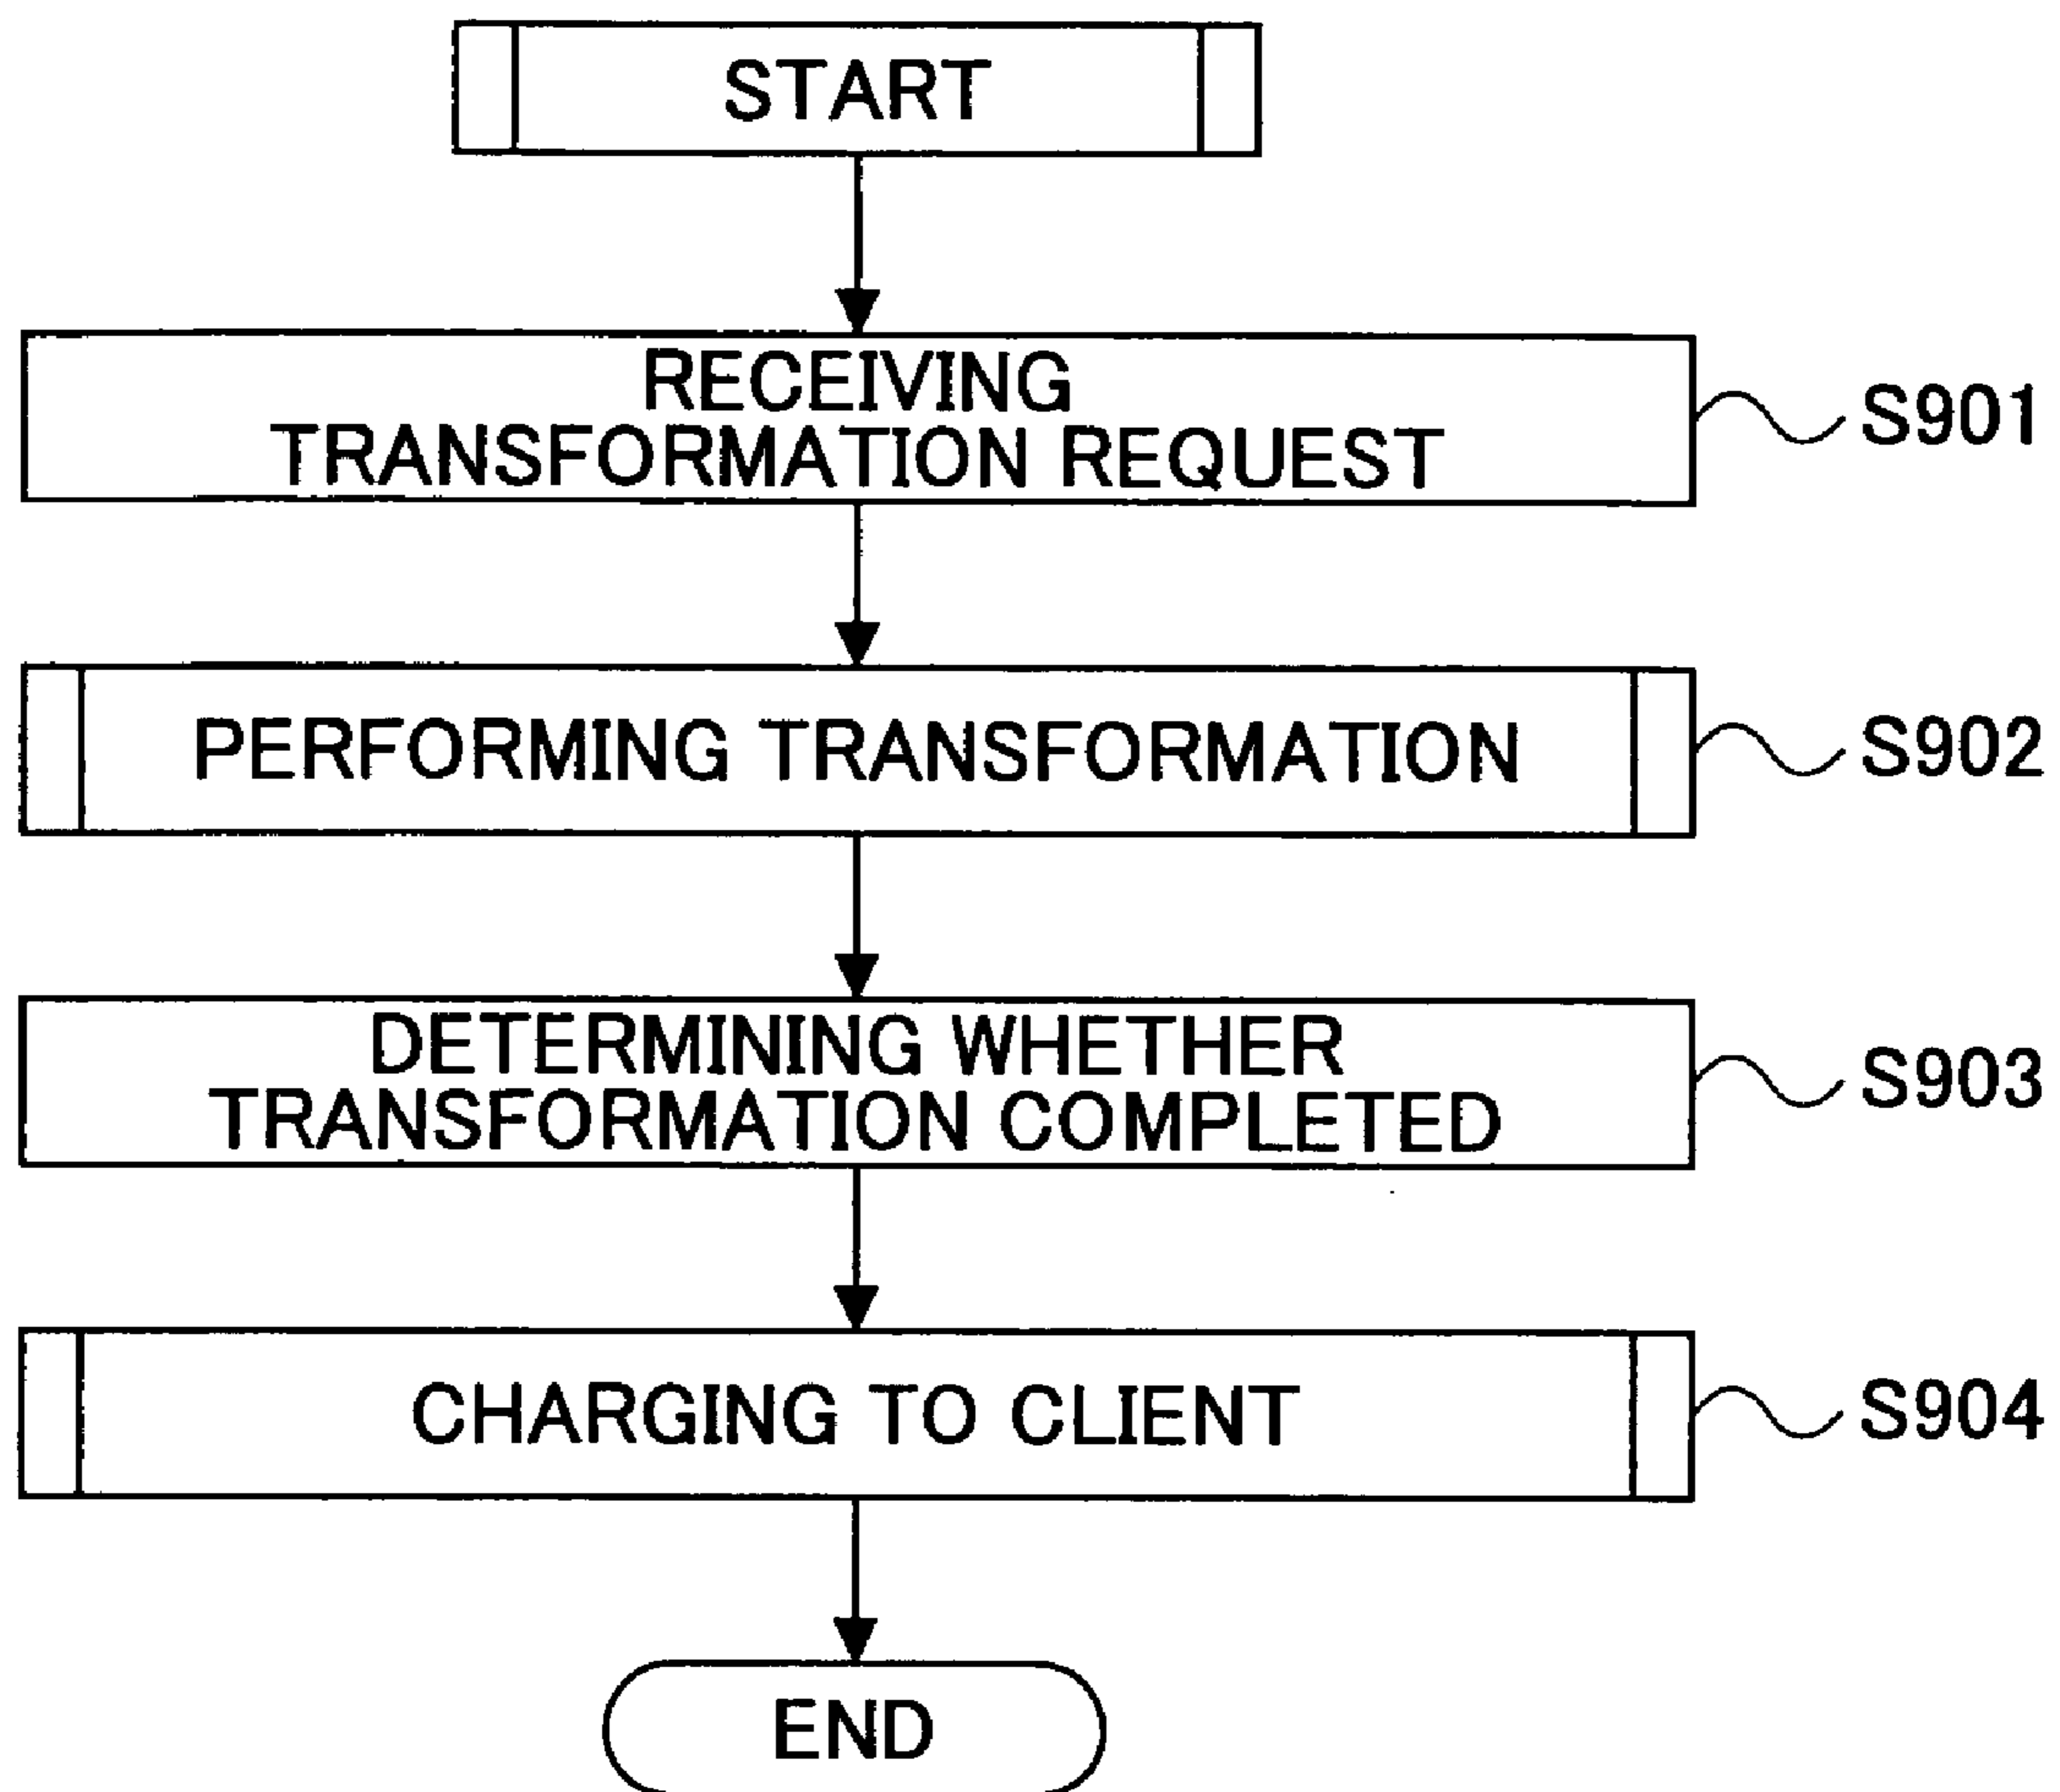 START
RECEIVING
TRANSFORMATION REQUEST
S901
PERFORMING TRANSFORMATION
S902
DETERMINING WHETHER
TRANSFORMATION COMPLETED
S903
CHARGING TO CLIENT
S904
END